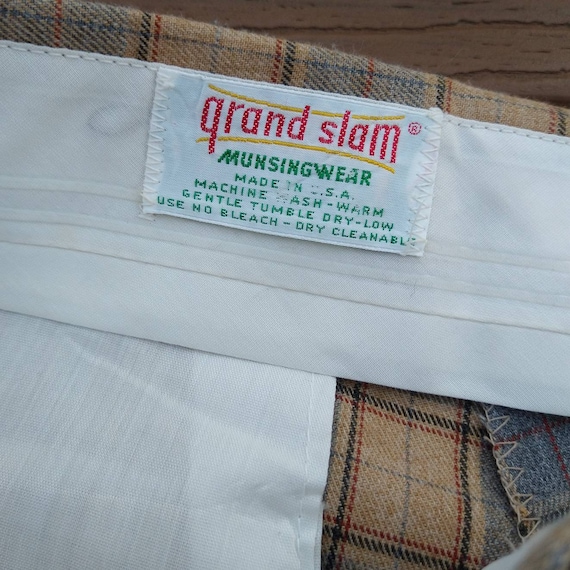 grand slam ®
MUNSINGWEAR
MADE IN U.S.A.
MACHINE WASH-WARM
GENTLE TUMBLE DRY-LOW
USE NO BLEACH - DRY CLEANABLE